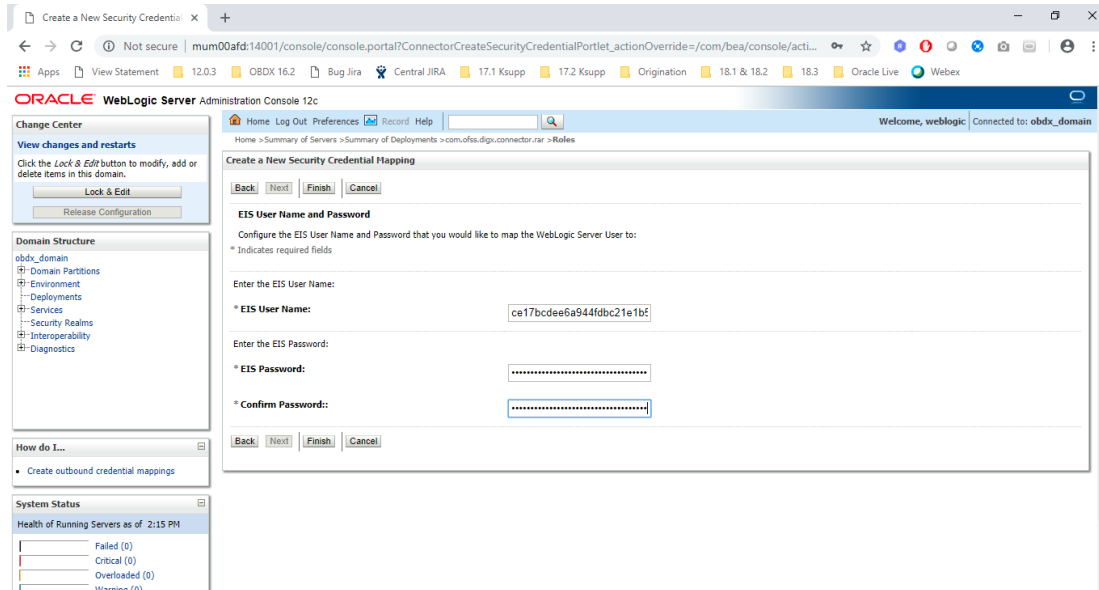 Create a New Security Credential
Not secure | mum00afd:14001/console/console.portal?ConnectorCreateSecurityCredentialPortlet_actionOverride=/com/bea/console/acti...
Apps View Statement 12.0.3 OBDX 16.2 Bug Jira Central JIRA 17.1 Ksupp 17.2 Ksupp Origination 18.1 & 18.2 18.3 Oracle Live Webex
ORACLE WebLogic Server Administration Console 12c
Change Center
View changes and restarts
Click the Lock & Edit button to modify, add or
delete items in this domain.
Lock & Edit
Release Configuration
Domain Structure
obdx_domain
Domain Partitions
Environment
Deployments
Services
Security Realms
Interoperability
Diagnostics
How do I...
Create outbound credential mappings
System Status
Health of Running Servers as of 2:15 PM
Failed (0)
Critical (0)
Overloaded (0)
Warning (0)
Home Log Out Preferences Record Help
Welcome, weblogic Connected to: obdx_domain
Home >Summary of Servers >Summary of Deployments >com.ofss.digx.connector.rar >Roles
Create a New Security Credential Mapping
Back Next Finish Cancel
EIS User Name and Password
Configure the EIS User Name and Password that you would like to map the WebLogic Server User to:
* Indicates required fields
Enter the EIS User Name:
* EIS User Name: ce17bcdee6a944fdbc21e1b5
Enter the EIS Password:
* EIS Password:
* Confirm Password::
Back Next Finish Cancel